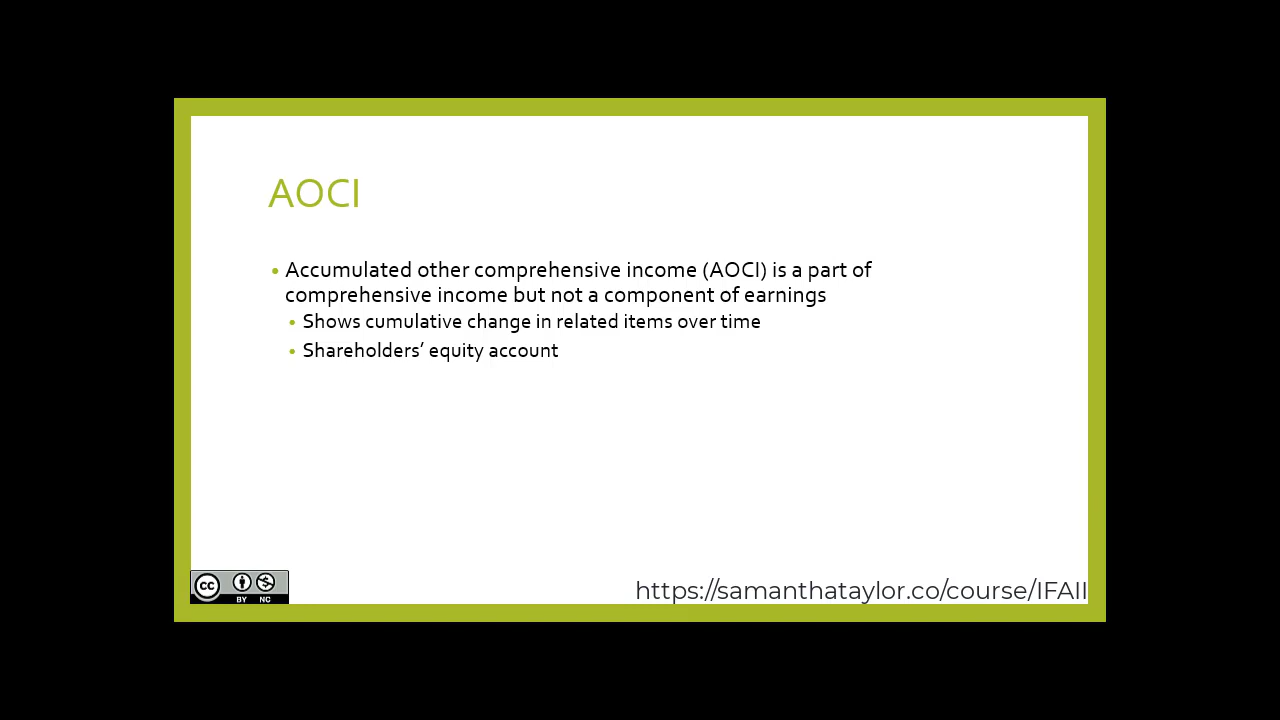 AOCI
• Accumulated other comprehensive income (AOCI) is a part of
comprehensive income but not a component of earnings
• Shows cumulative change in related items over time
• Shareholders’ equity account
cc
BY NC
https://samanthataylor.co/course/IFAII